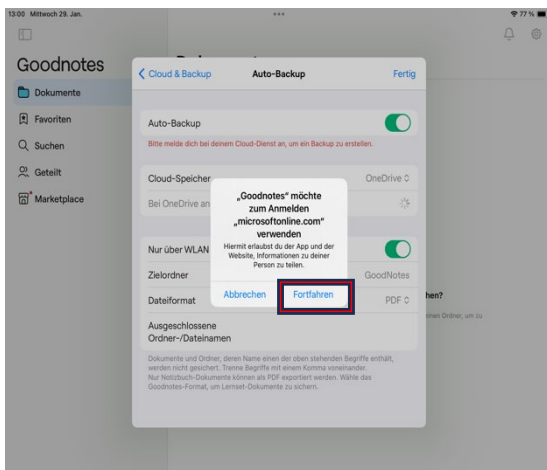 13:00 Mittwoch 29. Jan.
77 %
Goodnotes
Dokumente
Favoriten
Suchen
Geteilt
Marketplace
Cloud & Backup
Auto-Backup
Fertig
Auto-Backup
Bitte melde dich bei deinem Cloud-Dienst an, um ein Backup zu erstellen.
Cloud-Speicher
OneDrive
Bei OneDrive an
„Goodnotes“ möchte
zum Anmelden
„microsoftonline.com“
verwenden
Hiermit erlaubst du der App und der
Website, Informationen zu deiner
Person zu teilen.
Abbrechen
Fortfahren
Nur über WLAN
Zielordner
GoodNotes
Dateiformat
PDF
Ausgeschlossene
Ordner-/Dateinamen
Dokumente und Ordner, deren Name einen der oben stehenden Begriffe enthält,
werden nicht gesichert. Trenne Begriffe mit einem Komma voneinander.
Nur Notizbuch-Dokumente können als PDF exportiert werden. Wähle das
Goodnotes-Format, um Lernset-Dokumente zu sichern.
hen?
einen Ordner, um zu